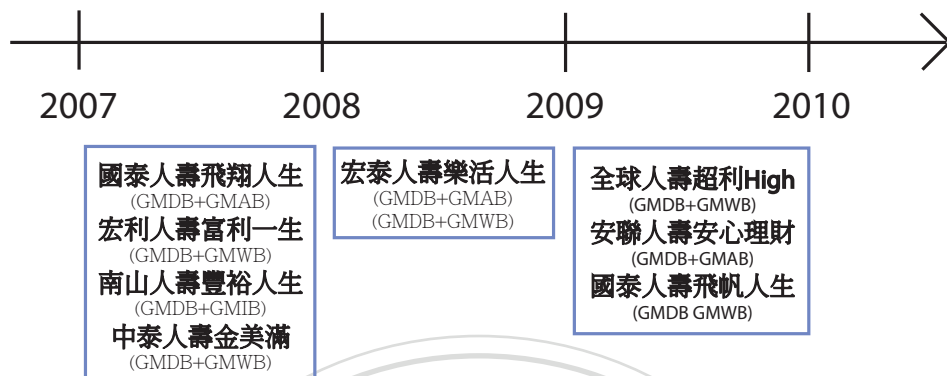 2007
2008
2009
2010
國泰人壽飛翔人生
(GMDB+GMAB)
宏利人壽富利一生
(GMDB+GMWB)
南山人壽豐裕人生
(GMDB+GMIB)
中泰人壽金美滿
(GMDB+GMWB)
宏泰人壽樂活人生
(GMDB+GMAB)
(GMDB+GMWB)
全球人壽超利High
(GMDB+GMWB)
安聯人壽安心理財
(GMDB+GMAB)
國泰人壽飛帆人生
(GMDB GMWB)